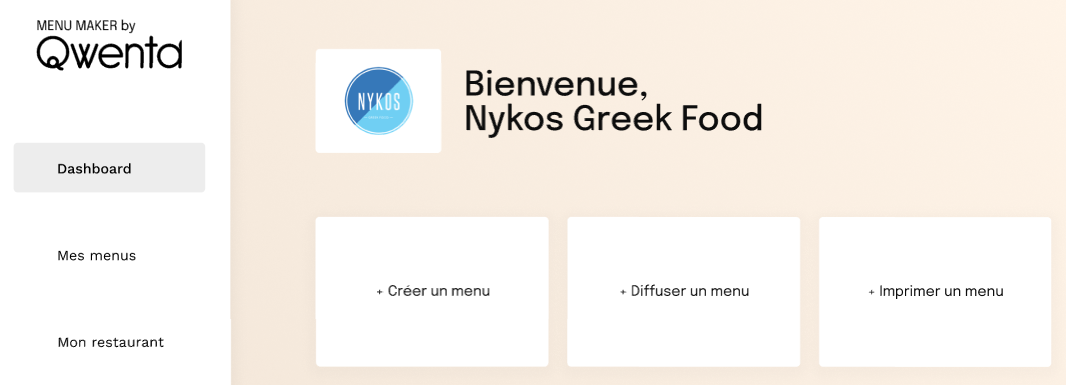 MENU MAKER by
Qwenta
Dashboard
Mes menus
Mon restaurant
NYKOS
Bienvenue,
Nykos Greek Food
+ Créer un menu
+ Diffuser un menu
+ Imprimer un menu